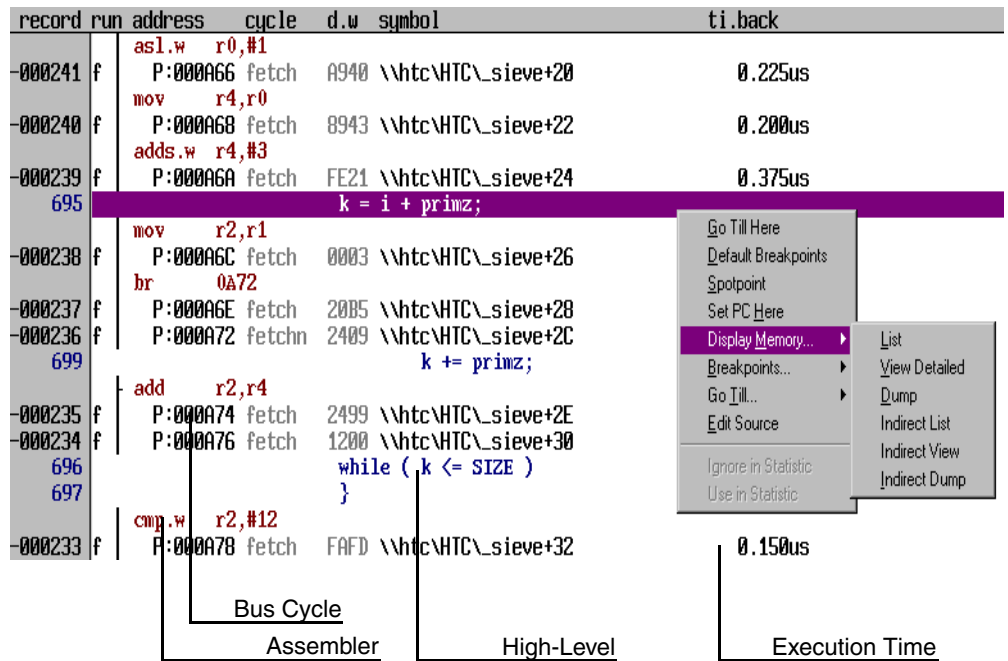 record run address cycle d.w symbol ti.back
asl.w r0,#1
-000241 f P:000A66 fetch A940 \\htc\HTC\_sieve+20 0.225us
mov r4,r0
-000240 f P:000A68 fetch 8943 \\htc\HTC\_sieve+22 0.200us
adds.w r4,#3
-000239 f P:000A6A fetch FE21 \\htc\HTC\_sieve+24 0.375us
695 k = i + primz;
mov r2,r1
-000238 f P:000A6C fetch 0003 \\htc\HTC\_sieve+26
br 0A72
-000237 f P:000A6E fetch 20B5 \\htc\HTC\_sieve+28
-000236 f P:000A72 fetchn 2409 \\htc\HTC\_sieve+2C
699 k += primz;
add r2,r4
-000235 f P:000A74 fetch 2499 \\htc\HTC\_sieve+2E
-000234 f P:000A76 fetch 1200 \\htc\HTC\_sieve+30
696 while ( k <= SIZE )
697 }
cmp.w r2,#12
-000233 f P:000A78 fetch FAFD \\htc\HTC\_sieve+32 0.150us
Go Till Here
Default Breakpoints
Spotpoint
Set PC Here
Display Memory...
Breakpoints...
Go Till...
Edit Source
Ignore in Statistic
Use in Statistic
List
View Detailed
Dump
Indirect List
Indirect View
Indirect Dump
Bus Cycle
Assembler
High-Level
Execution Time